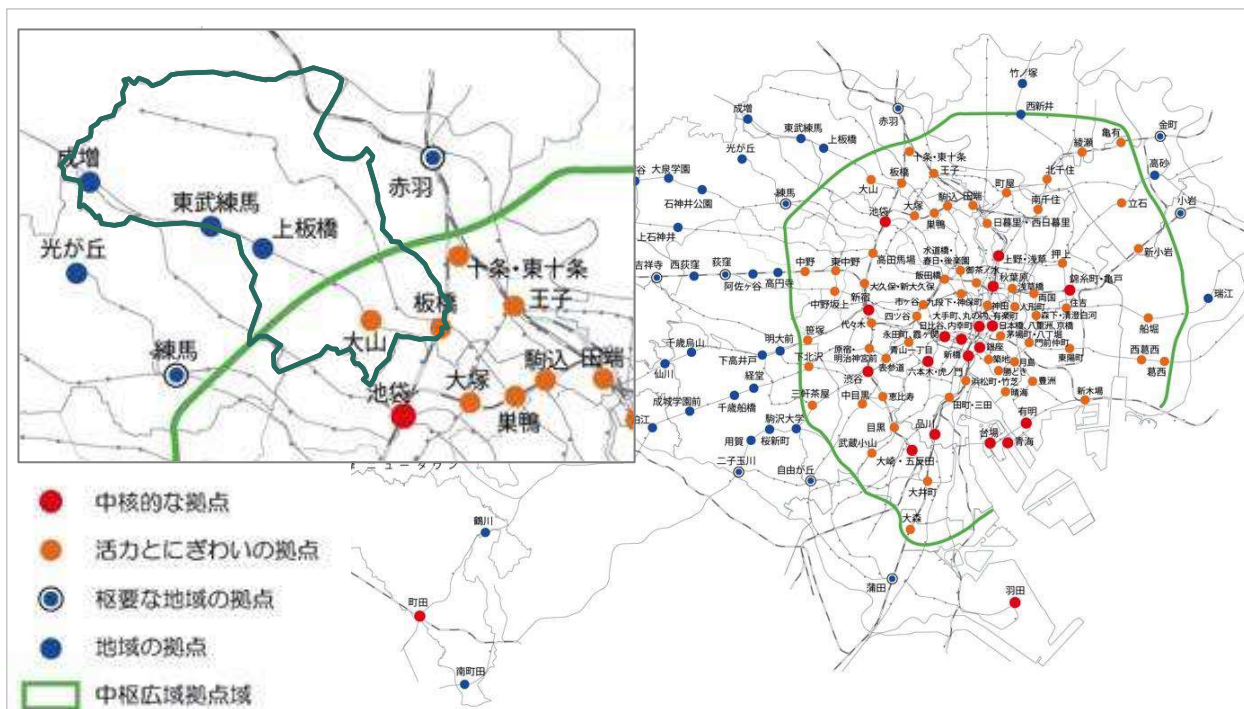 成増
東武練馬
上板橋
光が丘
赤羽
十条・東十条
王子
板橋
大山
練馬
駒込
田端
大塚
巣鴨
池袋
中核的な拠点
活力とにぎわいの拠点
枢要な地域の拠点
地域の拠点
中枢広域拠点域
竹ノ塚
西新井
成増
赤羽
東武練馬
上板橋
光が丘
亀有
金町
綾瀬
十条・東十条
高砂
大泉学園
板橋
王子
北千住
大山
町屋
石神井公園
練馬
駒込
田端
南千住
小岩
池袋
大塚
巣鴨
日暮里・西日暮里
立石
上石神井
水道橋・
春日・後楽園
上野・浅草
押上
新小岩
高田馬場
御茶ノ水
吉祥寺
西荻窪
荻窪
中野
東中野
飯田橋
秋葉原
錦糸町・亀戸
阿佐ヶ谷
高円寺
大久保・新大久保
浅草橋
両国
瑞江
中野坂上
新宿
市ヶ谷
九段下・神保町
神田
人形町
住吉
森下・清澄白河
四ツ谷
大手町、丸の内、有楽町
船堀
代々木
日比谷、内幸町
日本橋、八重洲、京橋
笹塚
明大前
永田町、霞ヶ関
銀座
茅場町・八丁堀
千歳烏山
下高井戸
下北沢
原宿・
明治神宮前
青山一丁目
新橋
築地
門前仲町
西葛西
仙川
表参道
六本木・虎ノ門
月島
東陽町
葛西
経堂
渋谷
勝どき
浜松町・竹芝
豊洲
成城学園前
三軒茶屋
中目黒
恵比寿
晴海
新木場
千歳船橋
駒沢大学
田町・三田
狛江
目黒
品川
有明
用賀
桜新町
武蔵小山
台場
青海
二子玉川
自由が丘
大崎・五反田
大井町
ニュータウン
大森
鶴川
蒲田
町田
羽田
南町田